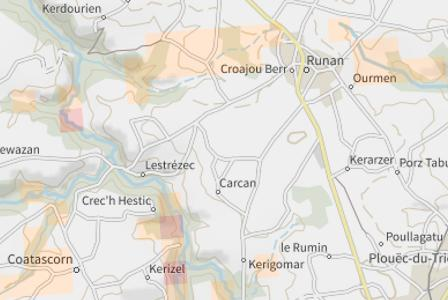 Kerdourien
Croajou Berr
Runan
Ourmen
ewazan
Lestrézec
Kerarzer
Porz Tabu
Carcan
Crec'h Hestic
Coatascorn
Kerizel
le Rumin
Kerigomar
Poullagatu
Plouëc-du-Trie